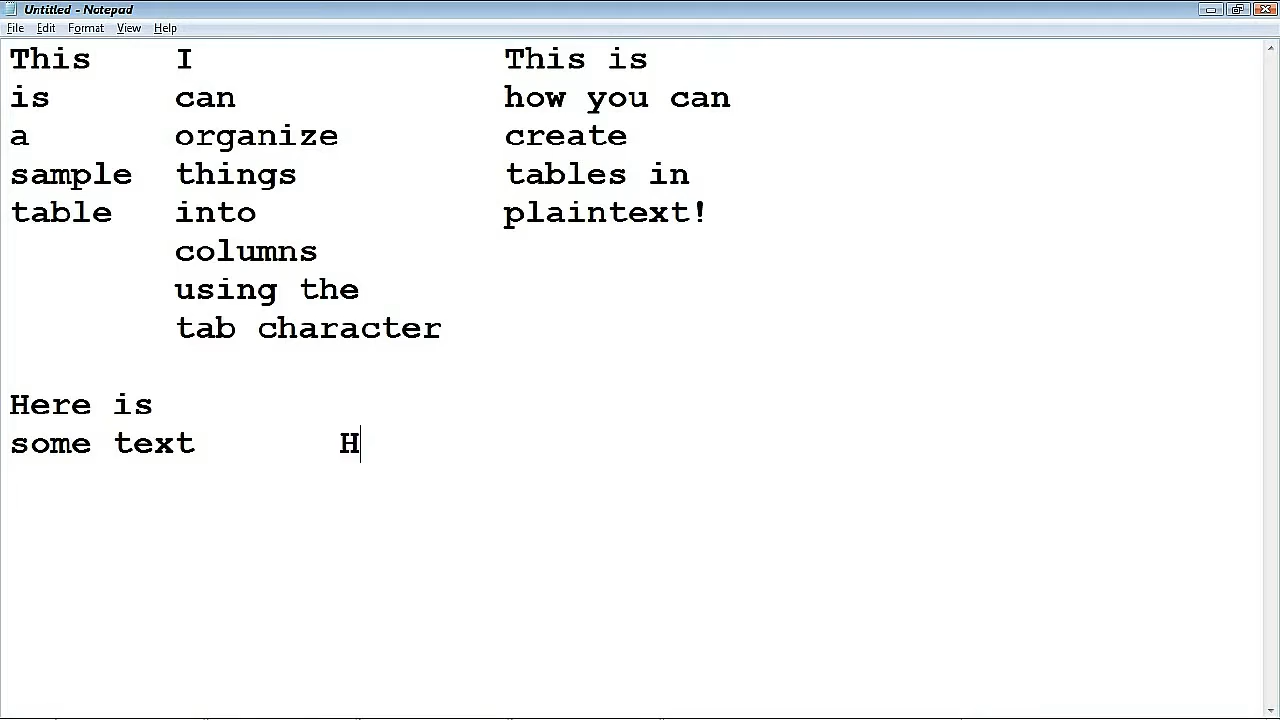 Untitled - Notepad
File Edit Format View Help
This I This is
is can how you can
a organize create
sample things tables in
table into plaintext!
columns
using the
tab character
Here is
some text H